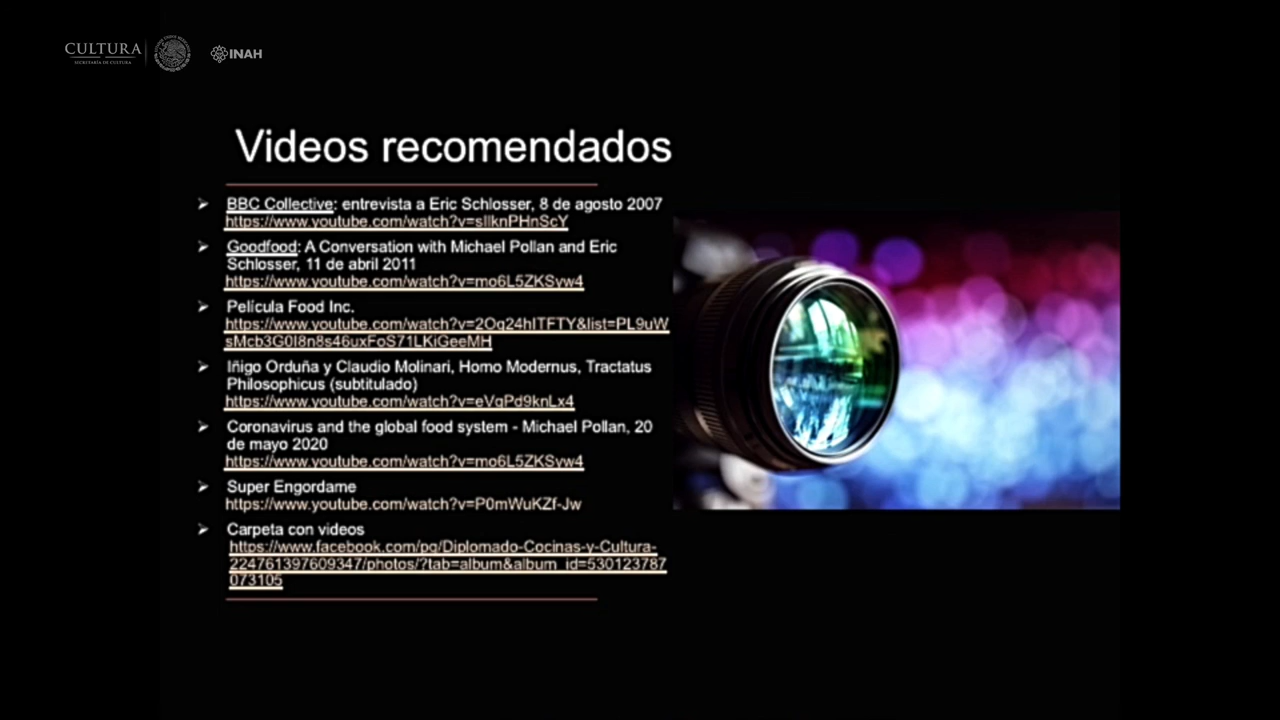 CULTURA
SECRETARÍA DE CULTURA
INAH
Videos recomendados
BBC Collective: entrevista a Eric Schlosser, 8 de agosto 2007
https://www.youtube.com/watch?v=sIlknPHnScY
Goodfood: A Conversation with Michael Pollan and Eric
Schlosser, 11 de abril 2011
https://www.youtube.com/watch?v=mo6L5ZKSvw4
Película Food Inc.
https://www.youtube.com/watch?v=2Oq24hITFTY&list=PL9uW
sMcb3G0I8n8s46uxFoS71LKiGeeMH
Iñigo Orduña y Claudio Molinari, Homo Modernus, Tractatus
Philosophicus (subtitulado)
https://www.youtube.com/watch?v=eVqPd9knLx4
Coronavirus and the global food system - Michael Pollan, 20
de mayo 2020
https://www.youtube.com/watch?v=mo6L5ZKSvw4
Super Engordame
https://www.youtube.com/watch?v=P0mWuKZf-Jw
Carpeta con videos
https://www.facebook.com/pg/Diplomado-Cocinas-y-Cultura-
224761397609347/photos/?tab=album&album_id=530123787
073105